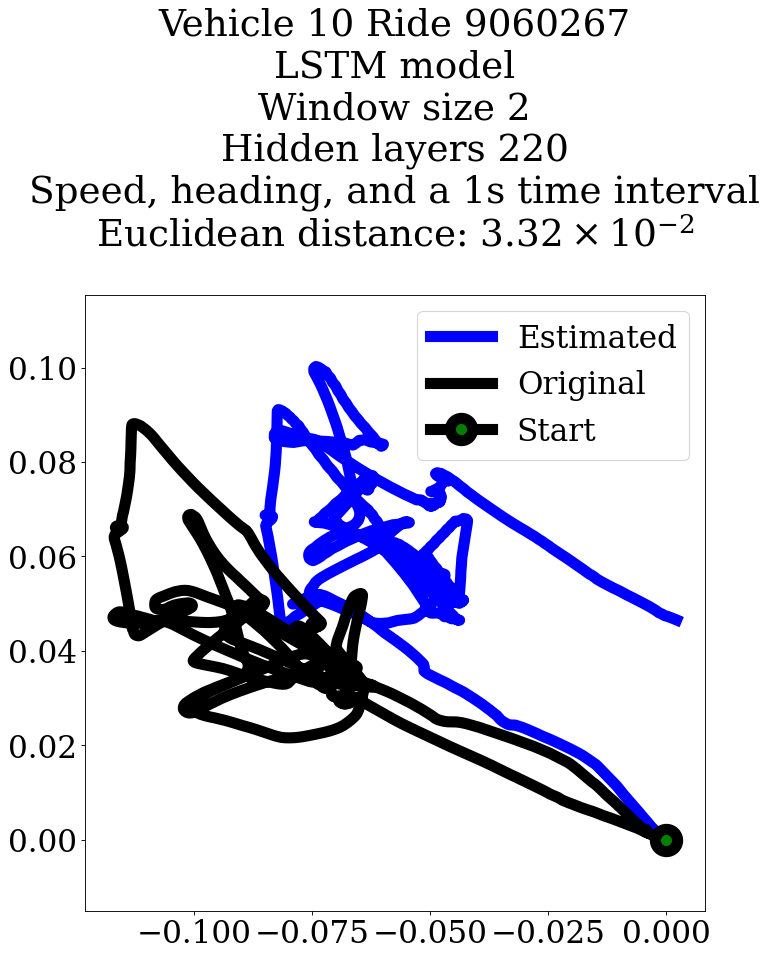 Vehicle 10 Ride 9060267
LSTM model
Window size 2
Hidden layers 220
Speed, heading, and a 1s time interval
Euclidean distance: 3.32 × 10⁻²
Estimated
Original
Start
0.10
0.08
0.06
0.04
0.02
0.00
−0.100 −0.075 −0.050 −0.025 0.000